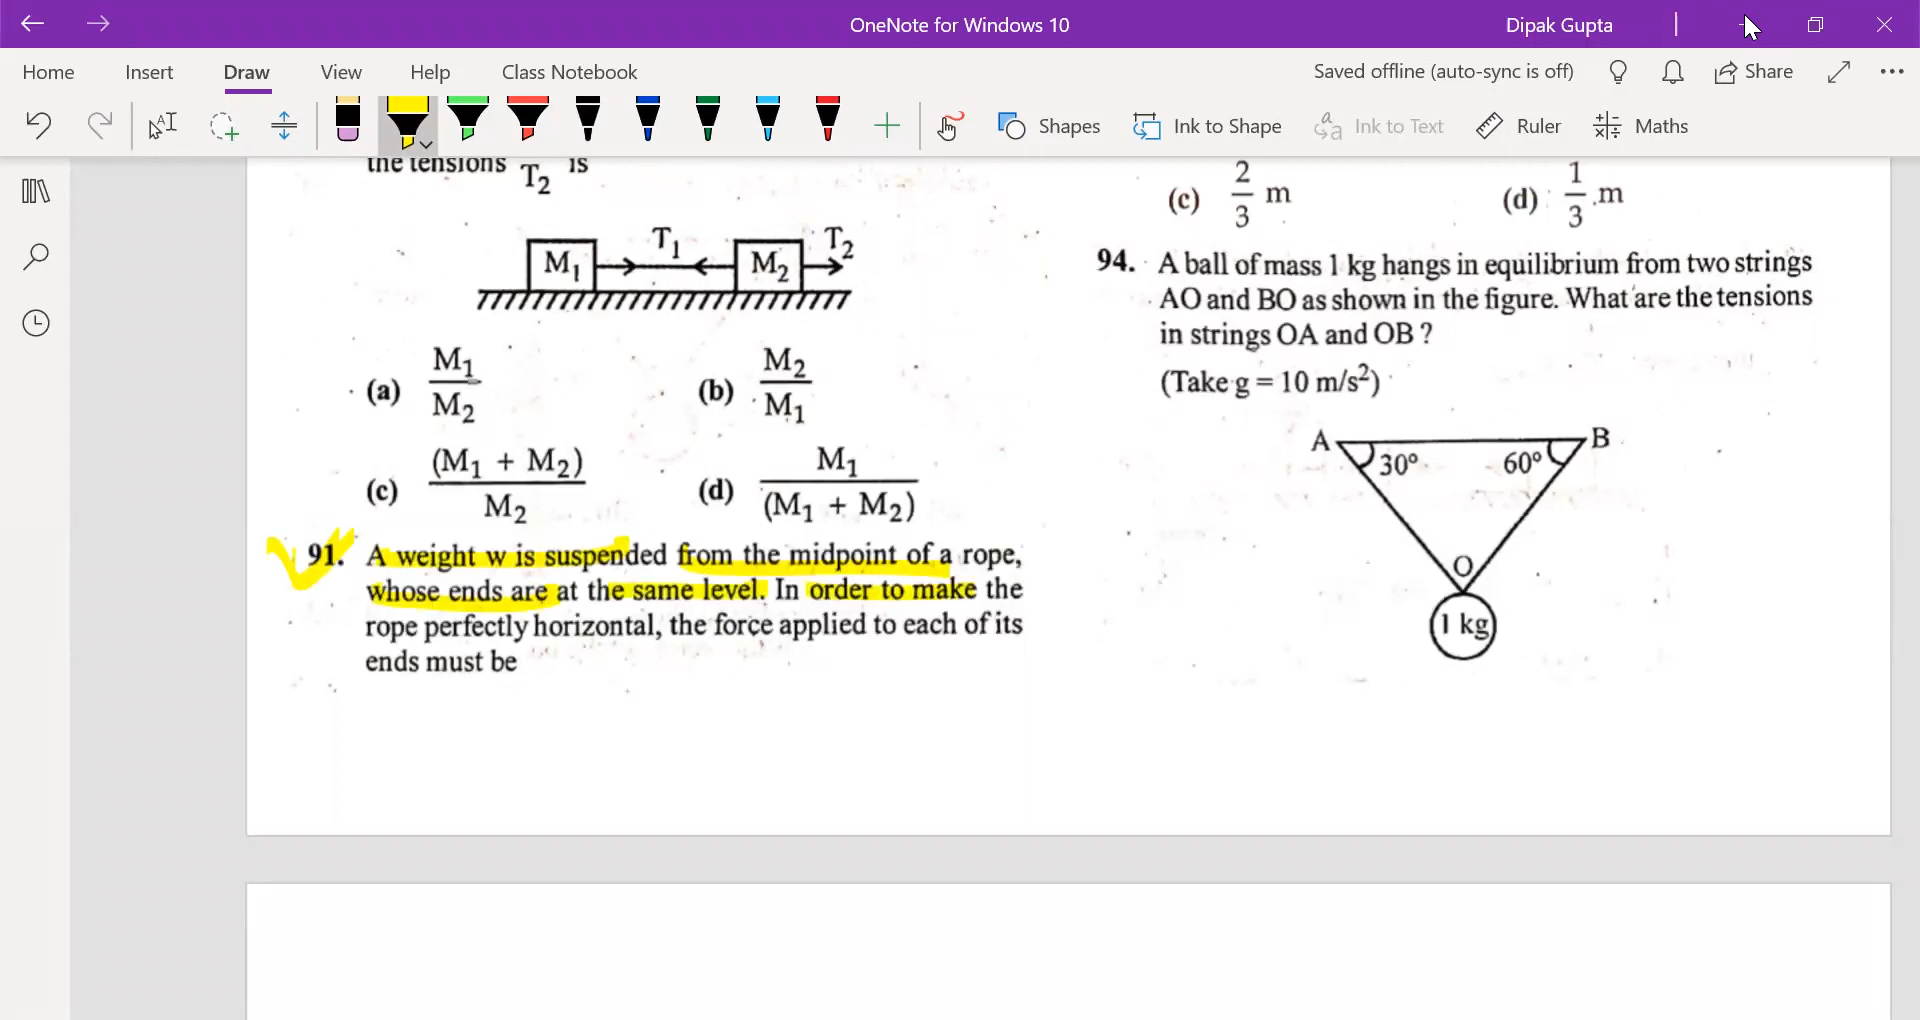 OneNote for Windows 10
Dipak Gupta
Home Insert Draw View Help Class Notebook
Saved offline (auto-sync is off) Share
Shapes Ink to Shape Ink to Text Ruler Maths
the tensions T2 is
M1 T1 M2 T2
(a) M1/M2 (b) M2/M1
(c) (M1 + M2)/M2 (d) M1/(M1 + M2)
91. A weight w is suspended from the midpoint of a rope,
whose ends are at the same level. In order to make the
rope perfectly horizontal, the force applied to each of its
ends must be
(c) 2/3 m (d) 1/3 m
94. A ball of mass 1 kg hangs in equilibrium from two strings
AO and BO as shown in the figure. What are the tensions
in strings OA and OB ?
(Take g = 10 m/s²)
A B
30° 60°
O
1 kg